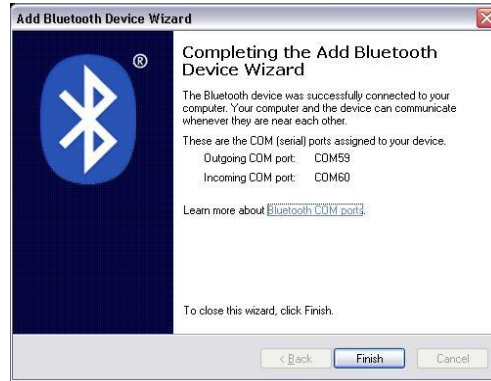 Add Bluetooth Device Wizard
®
Completing the Add Bluetooth
Device Wizard
The Bluetooth device was successfully connected to your
computer. Your computer and the device can communicate
whenever they are near each other.
These are the COM (serial) ports assigned to your device.
Outgoing COM port: COM59
Incoming COM port: COM60
Learn more about Bluetooth COM ports.
To close this wizard, click Finish.
< Back Finish Cancel